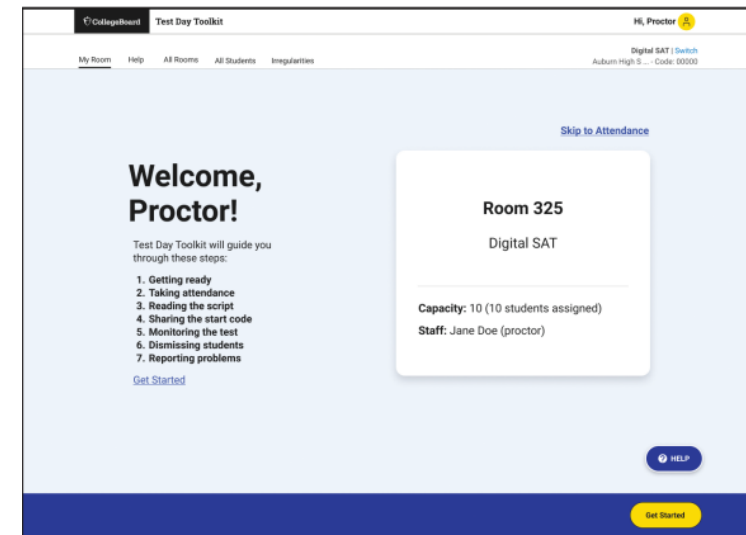 CollegeBoard
Test Day Toolkit
Hi, Proctor
My Room
Help
All Rooms
All Students
Irregularities
Digital SAT | Switch
Auburn High S ... - Code: 00000
Skip to Attendance
Welcome,
Proctor!
Test Day Toolkit will guide you
through these steps:
1. Getting ready
2. Taking attendance
3. Reading the script
4. Sharing the start code
5. Monitoring the test
6. Dismissing students
7. Reporting problems
Get Started
Room 325
Digital SAT
Capacity: 10 (10 students assigned)
Staff: Jane Doe (proctor)
HELP
Get Started